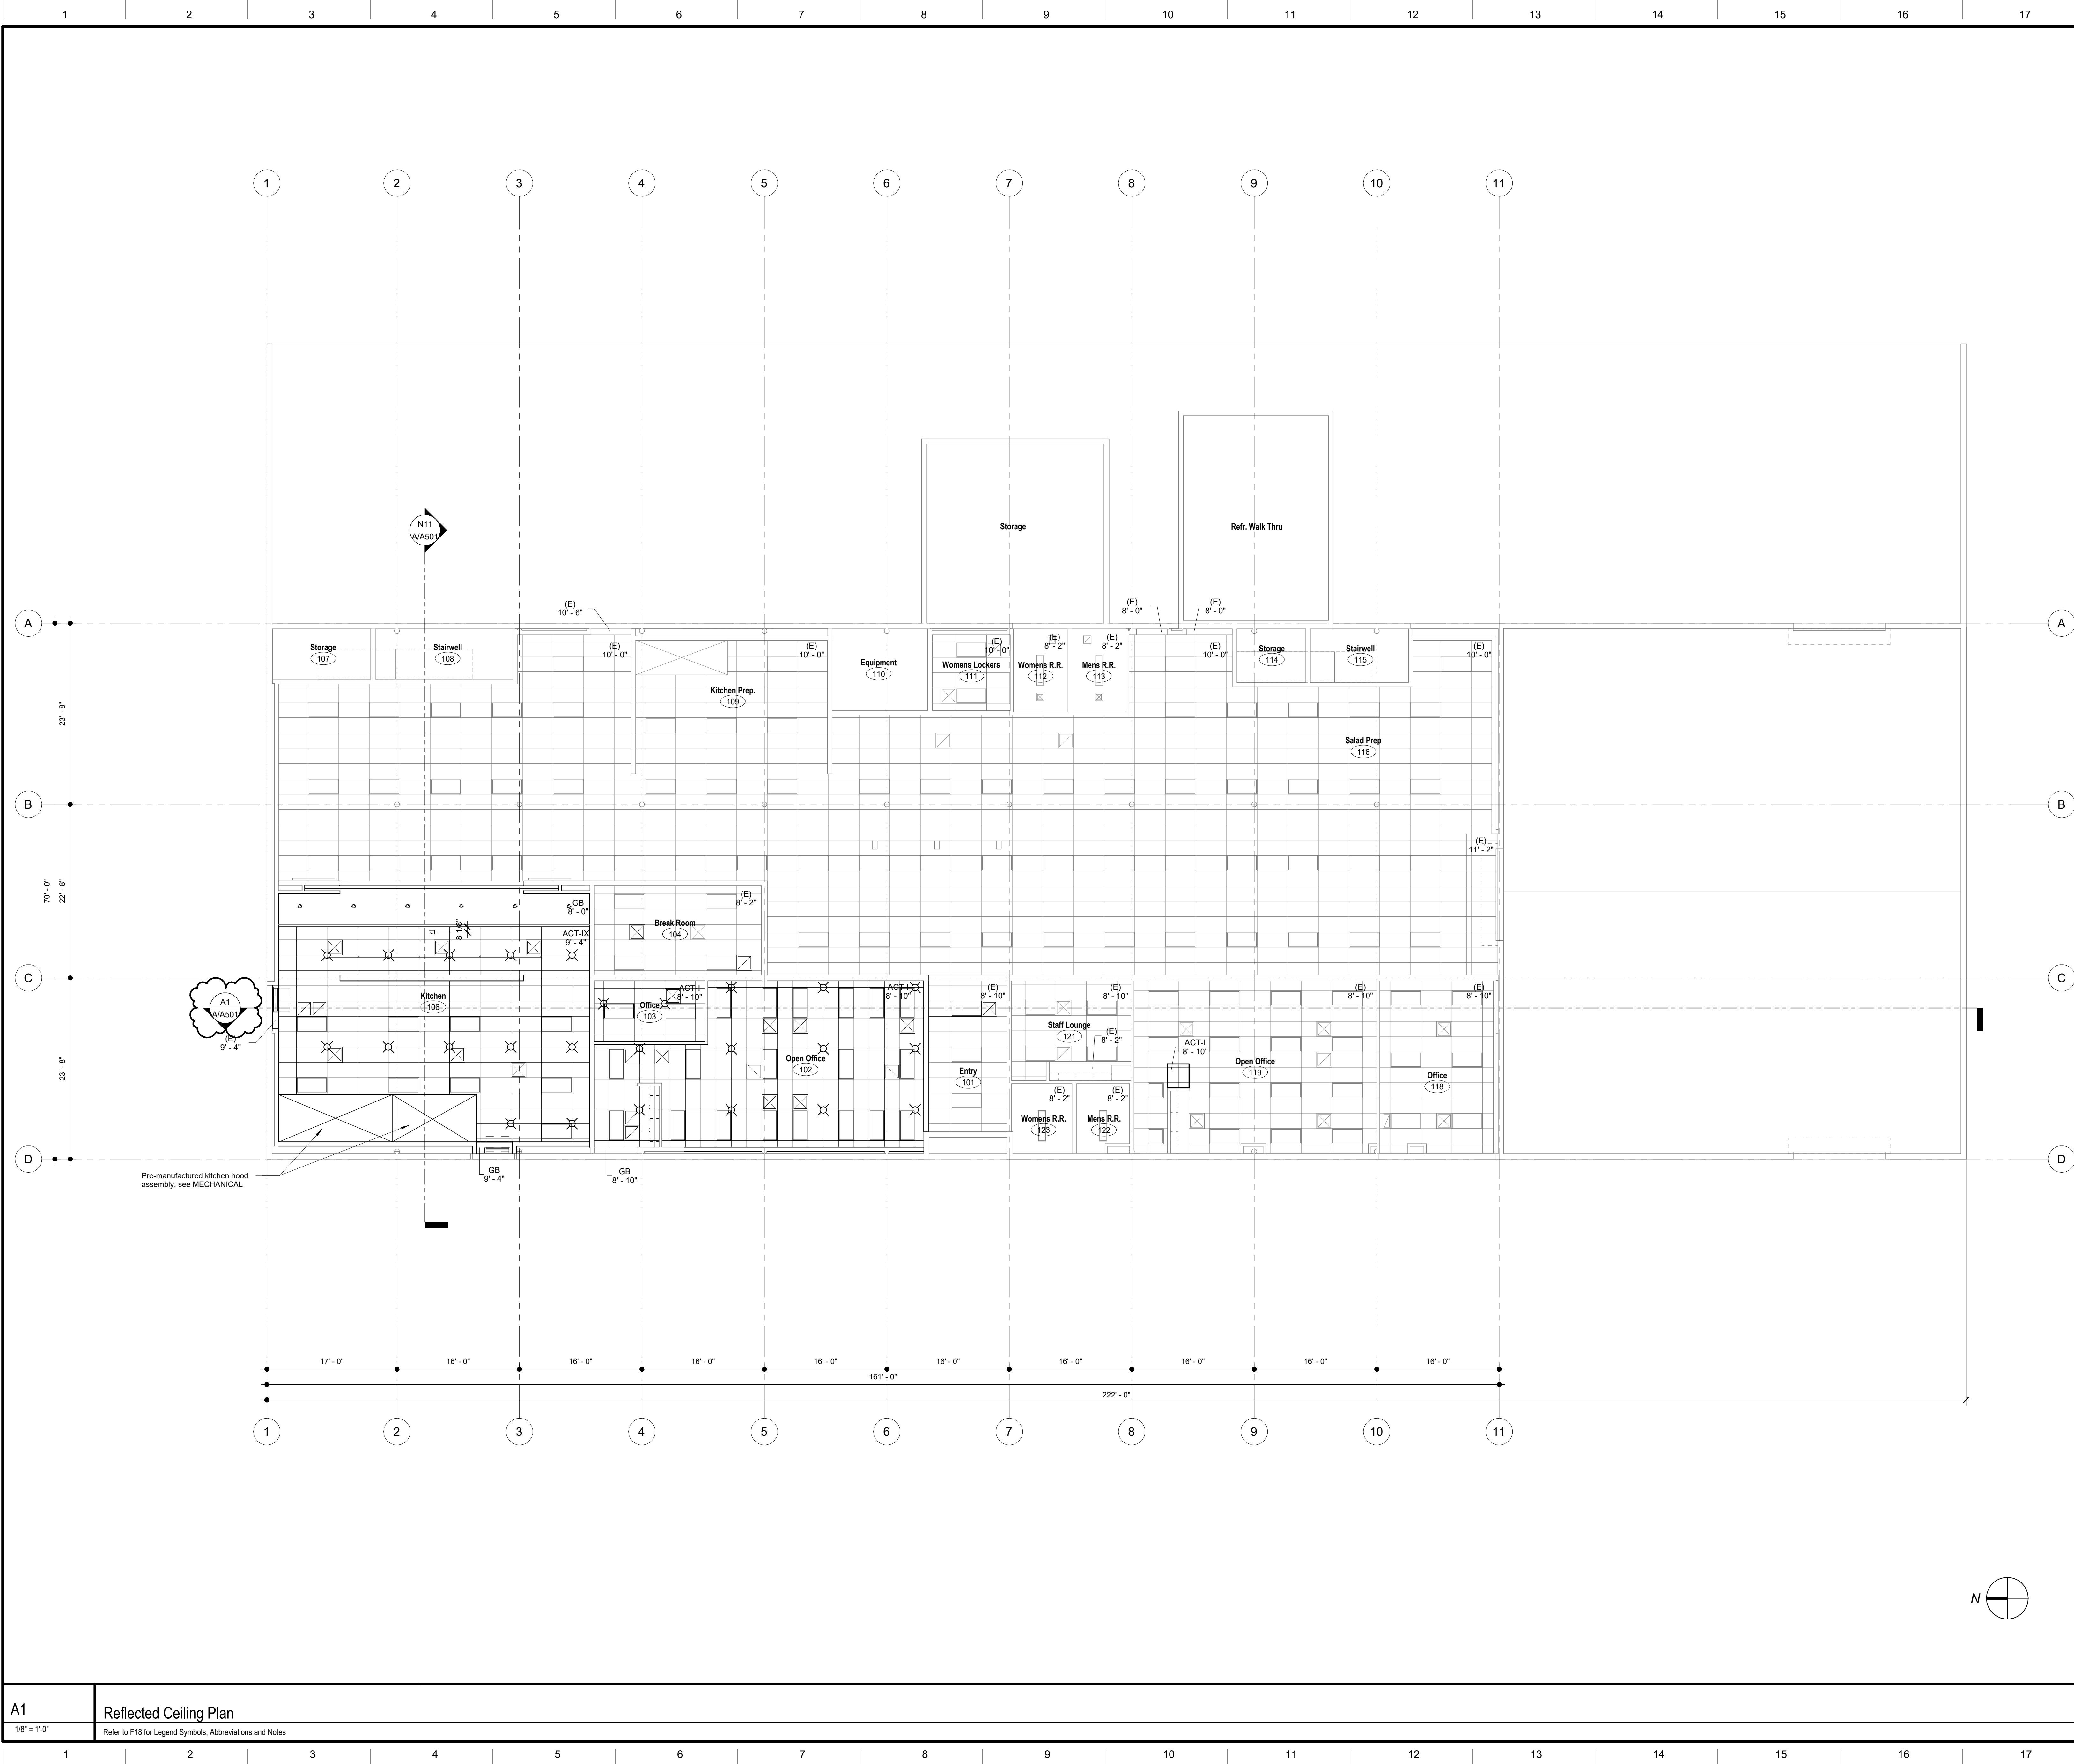 1 2 3 4 5 6 7 8 9 10 11 12 13 14 15 16 17
1 2 3 4 5 6 7 8 9 10 11
N11
A/A501
Storage
Refr. Walk Thru
(E)
10' - 6"
(E)
8' - 0"
(E)
8' - 0"
A
A
Storage
107
Stairwell
108
(E)
10' - 0"
(E)
10' - 0"
Kitchen Prep.
109
Equipment
110
Womens Lockers
111
(E)
10' - 0"
(E)
8' - 2"
Womens R.R.
112
(E)
8' - 2"
Mens R.R.
113
(E)
10' - 0"
Storage
114
Stairwell
115
(E)
10' - 0"
23' - 8"
Salad Prep
116
B
B
(E)
11' - 2"
70' - 0"
22' - 8"
GB
8' - 0"
(E)
8' - 2"
Break Room
104
8 1/8"
ACT-IX
9' - 4"
C
C
A1
A/A501
(E)
9' - 4"
Kitchen
106
ACT-I
8' - 10"
Office
103
ACT-I
8' - 10"
Open Office
102
(E)
8' - 10"
Entry
101
(E)
8' - 10"
Staff Lounge
121
(E)
8' - 2"
ACT-I
8' - 10"
(E)
8' - 10"
Open Office
119
(E)
8' - 10"
Office
118
23' - 8"
(E)
8' - 2"
Womens R.R.
123
(E)
8' - 2"
Mens R.R.
122
D
D
Pre-manufactured kitchen hood
assembly, see MECHANICAL
GB
9' - 4"
GB
8' - 10"
17' - 0" 16' - 0" 16' - 0" 16' - 0" 16' - 0" 16' - 0" 16' - 0" 16' - 0" 16' - 0" 16' - 0"
161' - 0"
222' - 0"
1 2 3 4 5 6 7 8 9 10 11
N
A1
Reflected Ceiling Plan
1/8" = 1'-0"
Refer to F18 for Legend Symbols, Abbreviations and Notes
1 2 3 4 5 6 7 8 9 10 11 12 13 14 15 16 17